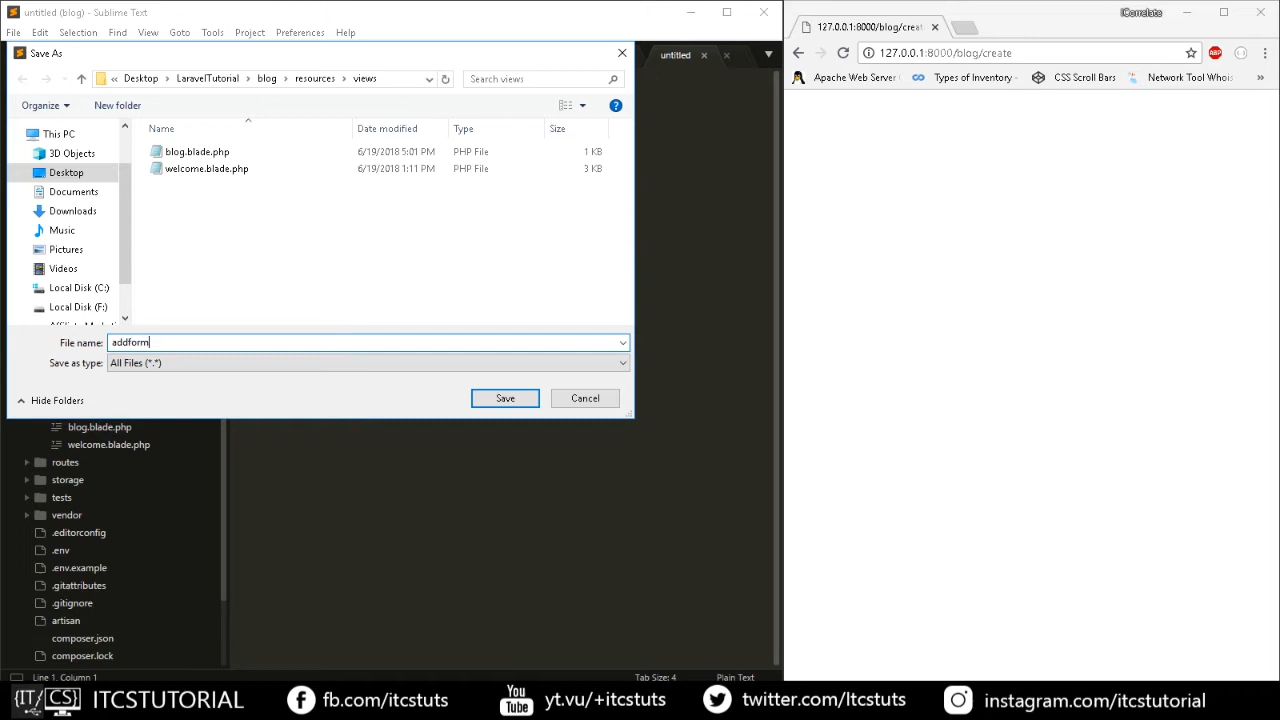 untitled (blog) - Sublime Text
File Edit Selection Find View Goto Tools Project Preferences Help
Save As
Desktop LaravelTutorial blog resources views
Search views
Organize New folder
This PC
3D Objects
Desktop
Documents
Downloads
Music
Pictures
Videos
Local Disk (C:)
Local Disk (F:)
Name Date modified Type Size
blog.blade.php 6/19/2018 5:01 PM PHP File 1 KB
welcome.blade.php 6/19/2018 1:11 PM PHP File 3 KB
File name: addform
Save as type: All Files (*.*)
Hide Folders
Save Cancel
untitled
blog.blade.php
welcome.blade.php
routes
storage
tests
vendor
.editorconfig
.env
.env.example
.gitattributes
.gitignore
artisan
composer.json
composer.lock
Line 1, Column 1 Tab Size: 4 Plain Text
iCorrelate
127.0.0.1:8000/blog/create
127.0.0.1:8000/blog/create
ABP
Apache Web Server Types of Inventory CSS Scroll Bars Network Tool Whois »
{IT/CS} ITCSTUTORIAL
fb.com/itcstuts
You Tube yt.vu/+itcstuts
twitter.com/Itcstuts
instagram.com/itcstutorial